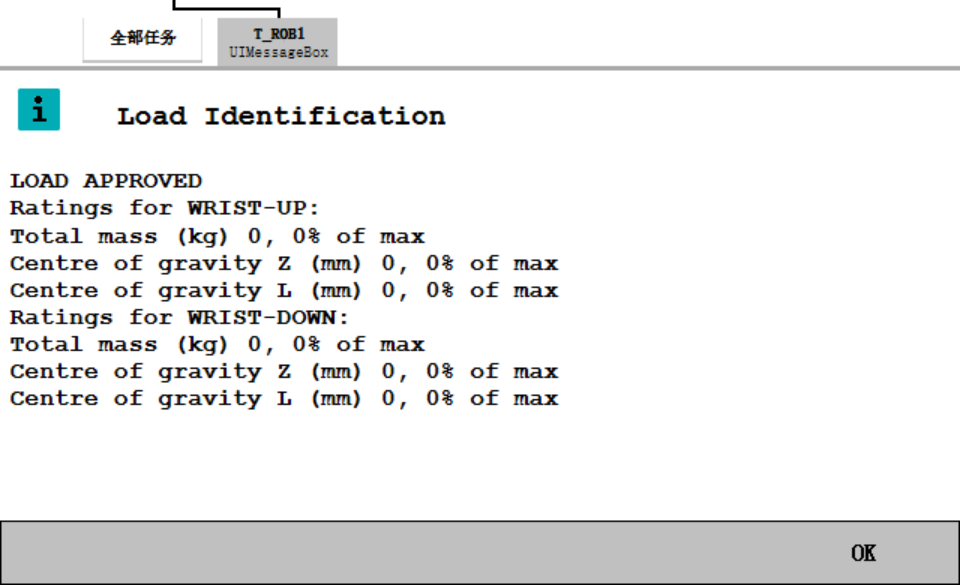 全部任务
T_ROB1
UIMessageBox
i
Load Identification
LOAD APPROVED
Ratings for WRIST-UP:
Total mass (kg) 0, 0% of max
Centre of gravity Z (mm) 0, 0% of max
Centre of gravity L (mm) 0, 0% of max
Ratings for WRIST-DOWN:
Total mass (kg) 0, 0% of max
Centre of gravity Z (mm) 0, 0% of max
Centre of gravity L (mm) 0, 0% of max
OK